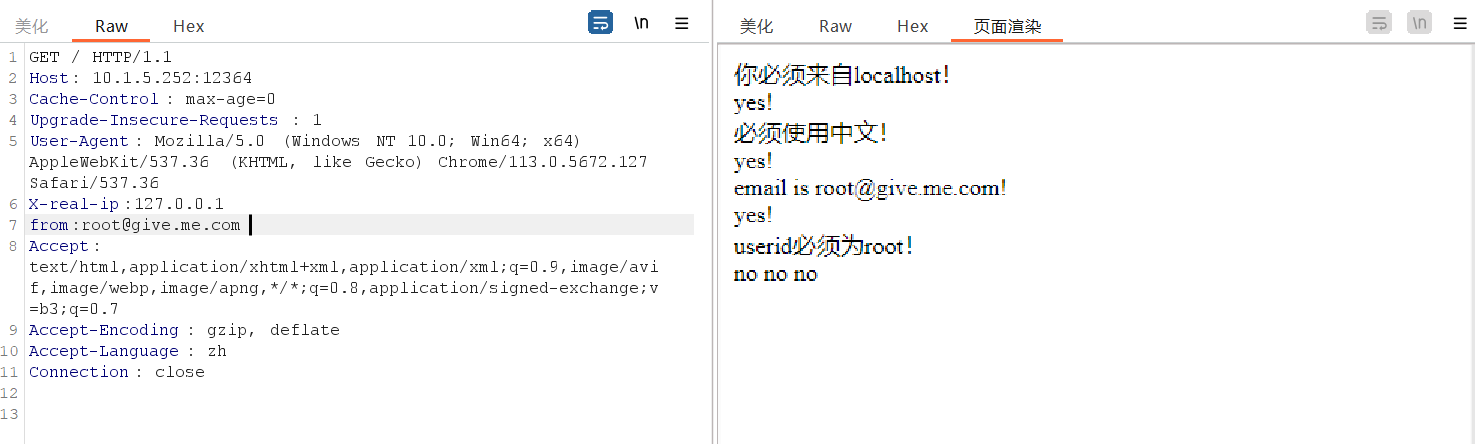 美化 Raw Hex \n
1 GET / HTTP/1.1
2 Host: 10.1.5.252:12364
3 Cache-Control: max-age=0
4 Upgrade-Insecure-Requests: 1
5 User-Agent: Mozilla/5.0 (Windows NT 10.0; Win64; x64)
AppleWebKit/537.36 (KHTML, like Gecko) Chrome/113.0.5672.127
Safari/537.36
6 X-real-ip:127.0.0.1
7 from:root@give.me.com
8 Accept:
text/html,application/xhtml+xml,application/xml;q=0.9,image/avi
f,image/webp,image/apng,*/*;q=0.8,application/signed-exchange;v
=b3;q=0.7
9 Accept-Encoding: gzip, deflate
10 Accept-Language: zh
11 Connection: close
12
13
美化 Raw Hex 页面渲染 \n
你必须来自localhost!
yes!
必须使用中文!
yes!
email is root@give.me.com!
yes!
userid必须为root!
no no no